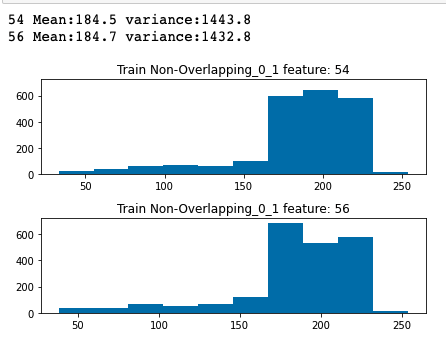 54 Mean:184.5 variance:1443.8
56 Mean:184.7 variance:1432.8
Train Non-Overlapping_0_1 feature: 54
600
400
200
0
50 100 150 200 250
Train Non-Overlapping_0_1 feature: 56
600
400
200
0
50 100 150 200 250